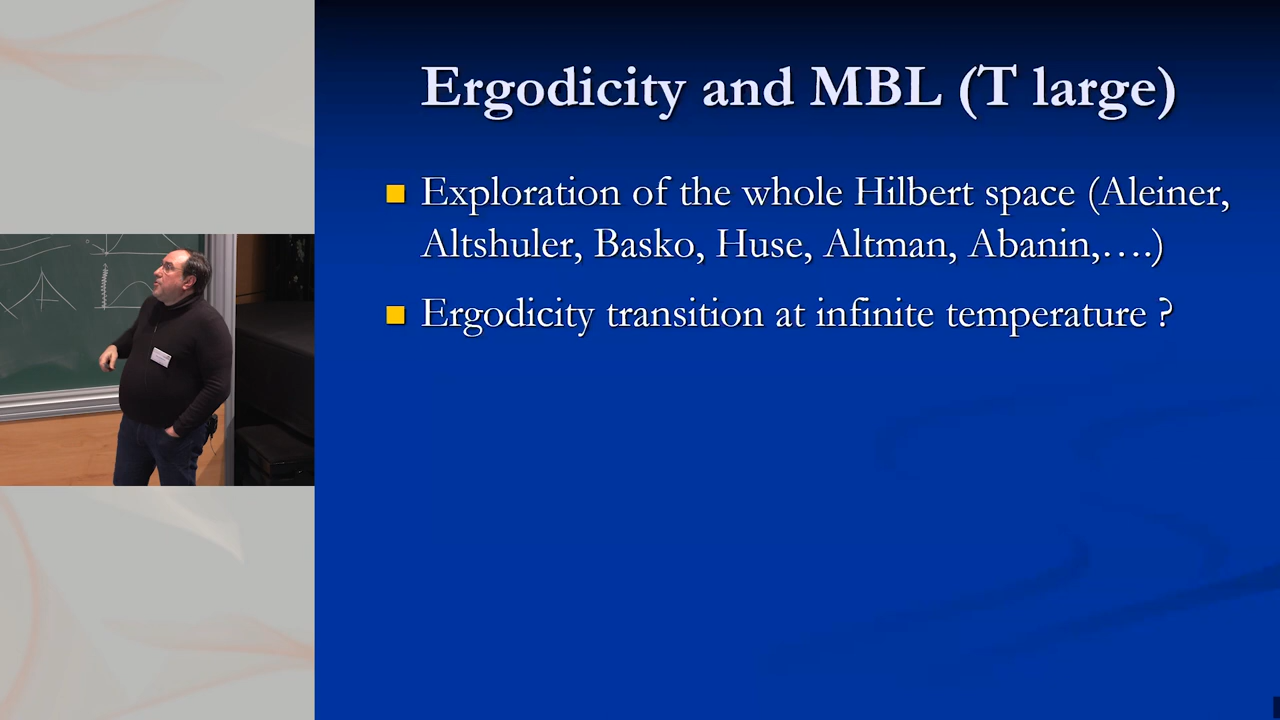 Ergodicity and MBL (T large)
Exploration of the whole Hilbert space (Aleiner,
Altshuler, Basko, Huse, Altman, Abanin,….)
Ergodicity transition at infinite temperature ?